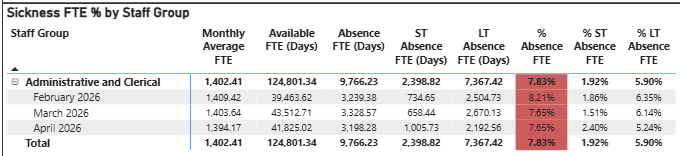 Sickness FTE % by Staff Group
Staff Group Monthly Average FTE Available FTE (Days) Absence FTE (Days) ST Absence FTE (Days) LT Absence FTE (Days) % Absence FTE % ST Absence FTE % LT Absence FTE
Administrative and Clerical 1,402.41 124,801.34 9,766.23 2,398.82 7,367.42 7.83% 1.92% 5.90%
February 2026 1,409.42 39,463.62 3,239.38 734.65 2,504.73 8.21% 1.86% 6.35%
March 2026 1,403.64 43,512.71 3,328.57 658.44 2,670.13 7.65% 1.51% 6.14%
April 2026 1,394.17 41,825.02 3,198.28 1,005.73 2,192.56 7.65% 2.40% 5.24%
Total 1,402.41 124,801.34 9,766.23 2,398.82 7,367.42 7.83% 1.92% 5.90%